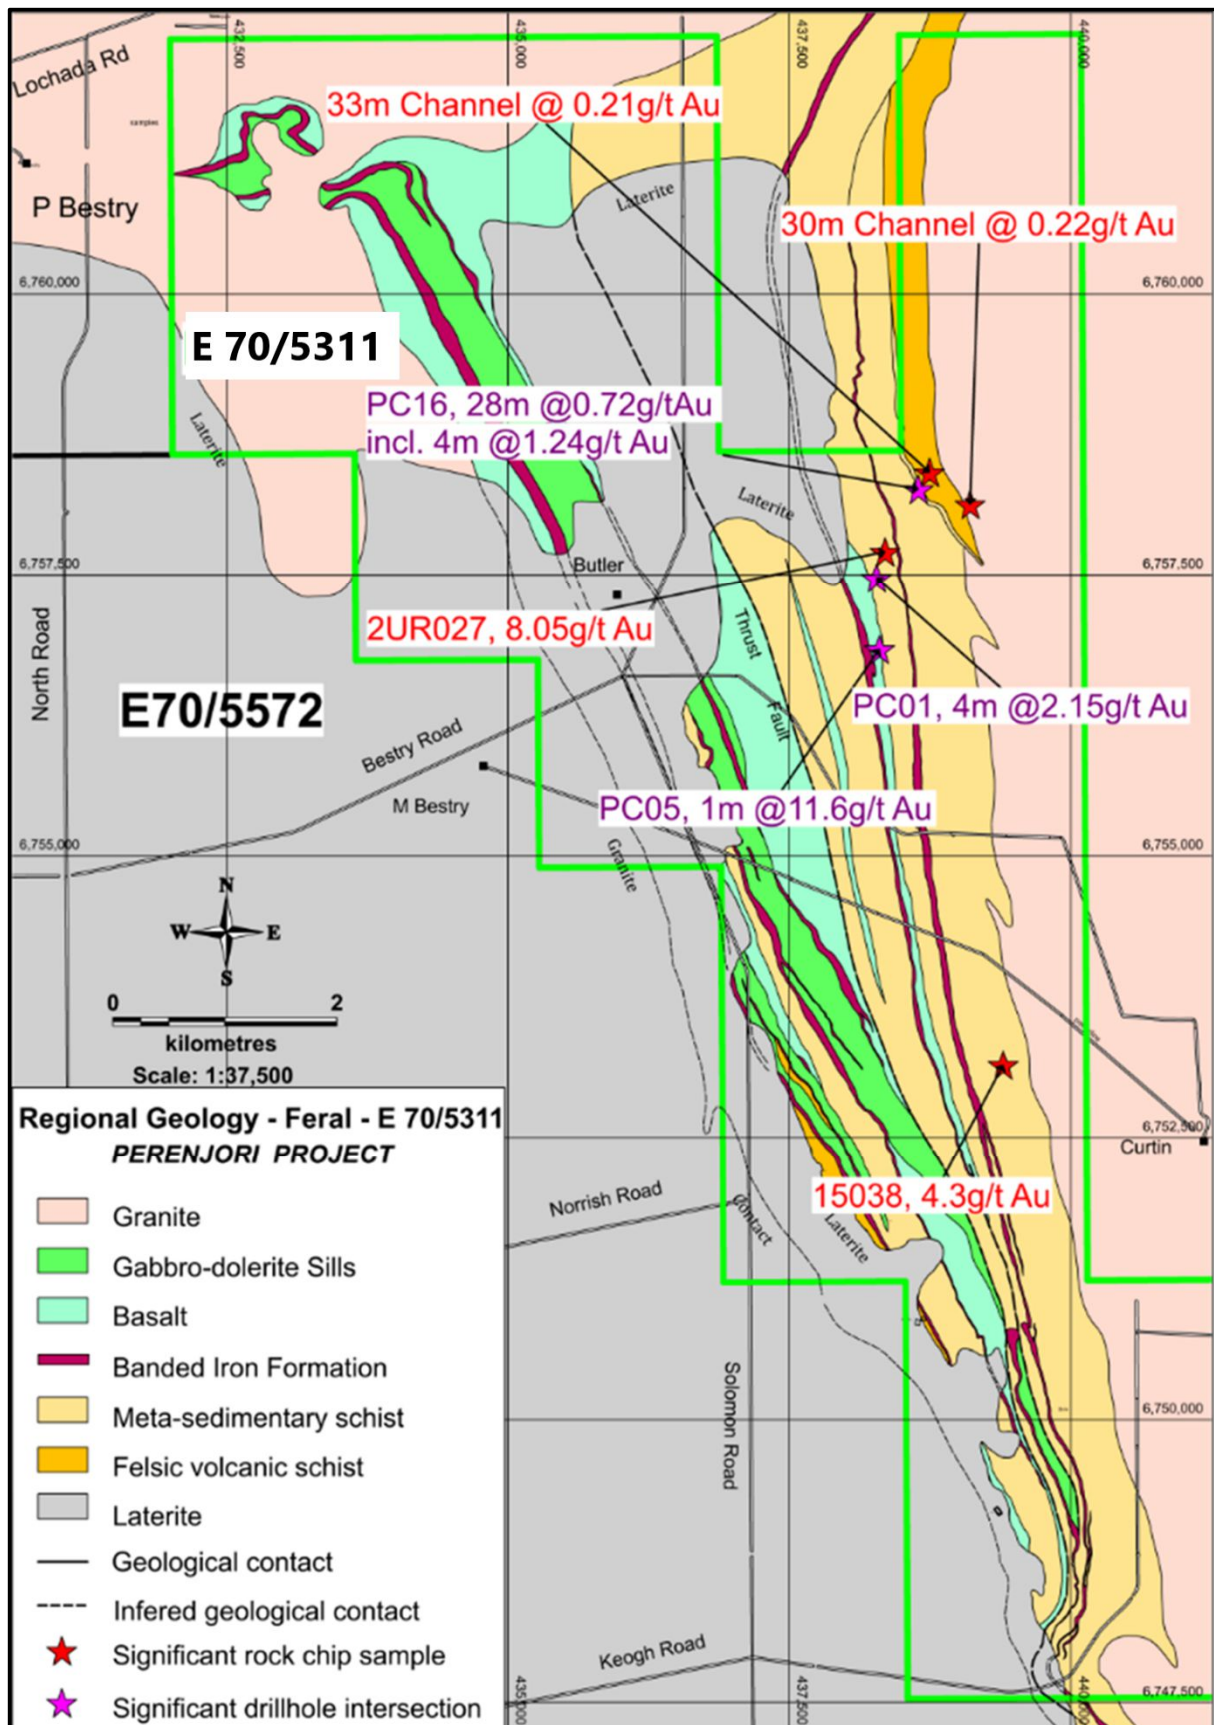 432,500
435,000
437,500
440,000
Lochada Rd
33m Channel @ 0.21g/t Au
samples
P Bestry
Laterite
30m Channel @ 0.22g/t Au
6,760,000
6,760,000
E 70/5311
PC16, 28m @0.72g/tAu
incl. 4m @1.24g/t Au
Laterite
Laterite
Butler
6,757,500
6,757,500
2UR027, 8.05g/t Au
Thrust
Fault
North Road
E70/5572
PC01, 4m @2.15g/t Au
Bestry Road
M Bestry
PC05, 1m @11.6g/t Au
6,755,000
6,755,000
Granite
N
W
E
S
0
2
kilometres
Scale: 1:37,500
Regional Geology - Feral - E 70/5311
PERENJORI PROJECT
6,752,500
Curtin
15038, 4.3g/t Au
Norrish Road
Contact
Laterite
Granite
Gabbro-dolerite Sills
Basalt
Banded Iron Formation
Meta-sedimentary schist
Felsic volcanic schist
Laterite
Geological contact
Infered geological contact
Significant rock chip sample
Significant drillhole intersection
Solomon Road
6,750,000
Keogh Road
6,747,500
435,000
437,500
440,000